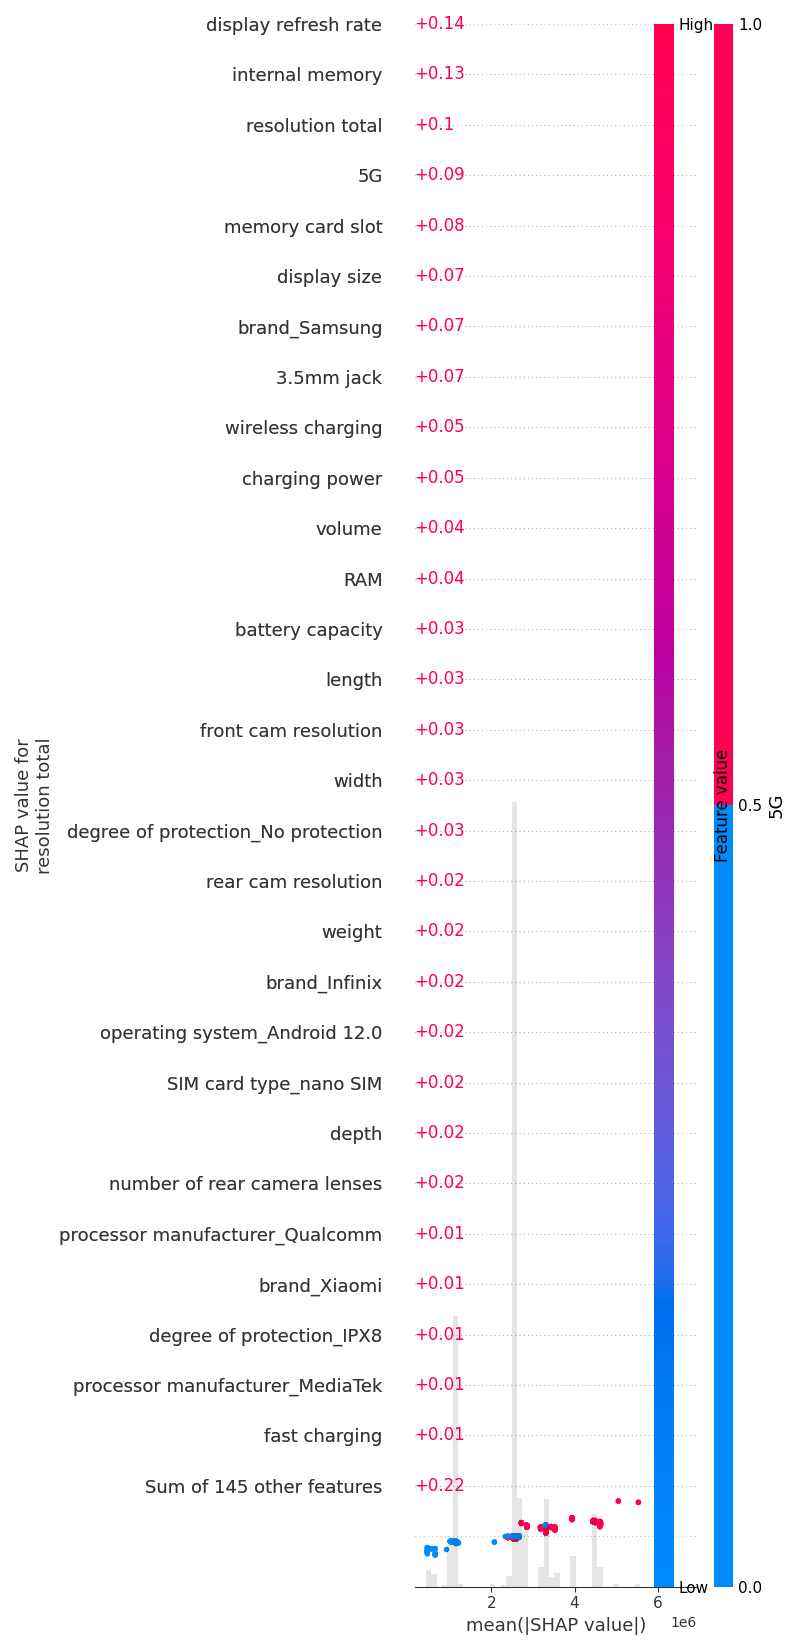 display refresh rate +0.14 High 1.0
internal memory +0.13
resolution total +0.1
5G +0.09
memory card slot +0.08
display size +0.07
brand_Samsung +0.07
3.5mm jack +0.07
wireless charging +0.05
charging power +0.05
volume +0.04
RAM +0.04
battery capacity +0.03
length +0.03
front cam resolution +0.03
width +0.03
SHAP value for
resolution total
Feature value
0.5
5G
degree of protection_No protection +0.03
rear cam resolution +0.02
weight +0.02
brand_Infinix +0.02
operating system_Android 12.0 +0.02
SIM card type_nano SIM +0.02
depth +0.02
number of rear camera lenses +0.02
processor manufacturer_Qualcomm +0.01
brand_Xiaomi +0.01
degree of protection_IPX8 +0.01
processor manufacturer_MediaTek +0.01
fast charging +0.01
Sum of 145 other features +0.22
Low 0.0
2 4 6
mean(|SHAP value|) 1e6